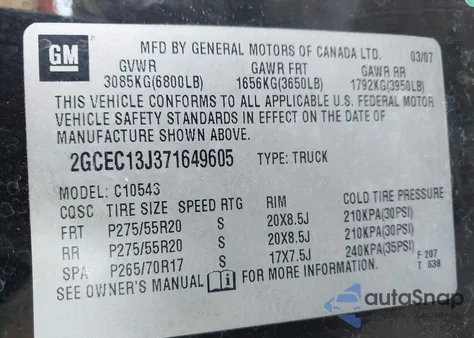 GM
MFD BY GENERAL MOTORS OF CANADA LTD. 03/07
GVWR GAWR FRT GAWR RR
3085KG(6800LB) 1656KG(3650LB) 1792KG(3950LB)
THIS VEHICLE CONFORMS TO ALL APPLICABLE U.S. FEDERAL MOTOR
VEHICLE SAFETY STANDARDS IN EFFECT ON THE DATE OF
MANUFACTURE SHOWN ABOVE.
2GCEC13J371649605 TYPE: TRUCK
MODEL: C10543
CQSC TIRE SIZE SPEED RTG RIM COLD TIRE PRESSURE
FRT P275/55R20 S 20X8.5J 210KPA(30PSI)
RR P275/55R20 S 20X8.5J 210KPA(30PSI)
SPA P265/70R17 S 17X7.5J 240KPA(35PSI)
SEE OWNER'S MANUAL FOR MORE INFORMATION.
F 207
T 638
autoSnap